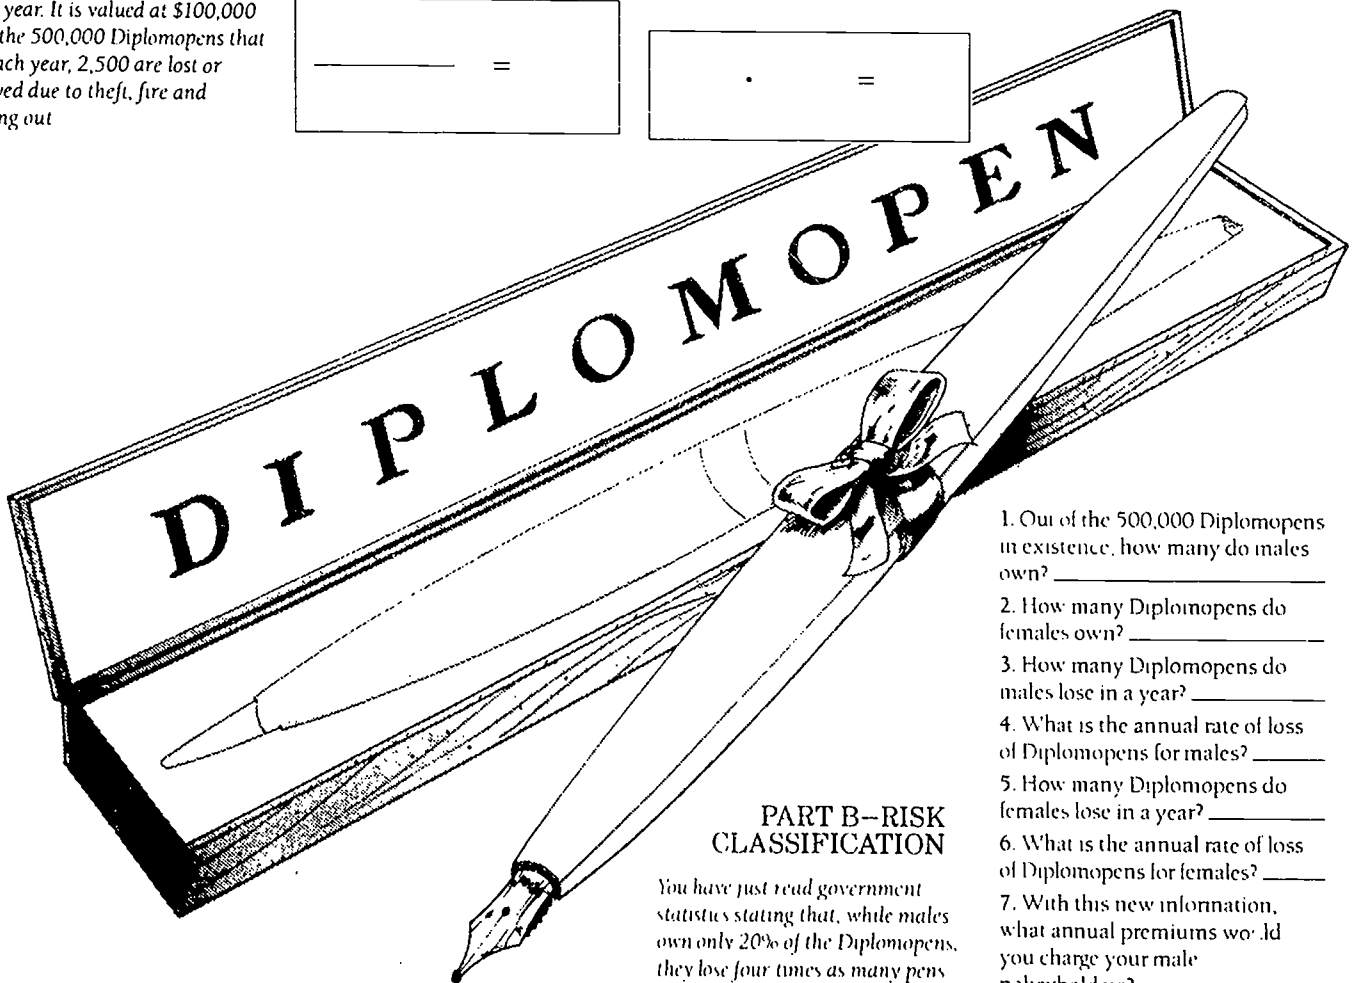 year. It is valued at $100,000
the 500,000 Diplomopens that
each year, 2,500 are lost or
due to theft, fire and
out
=
· =
DIPLOMOPEN
1. Out of the 500,000 Diplomopens
in existence, how many do males
own?
2. How many Diplomopens do
females own?
3. How many Diplomopens do
males lose in a year?
4. What is the annual rate of loss
of Diplomopens for males?
5. How many Diplomopens do
females lose in a year?
6. What is the annual rate of loss
of Diplomopens for females?
7. With this new information,
what annual premiums would
you charge your male
PART B—RISK
CLASSIFICATION
You have just read government
statistics stating that, while males
own only 20% of the Diplomopens,
they lose four times as many pens